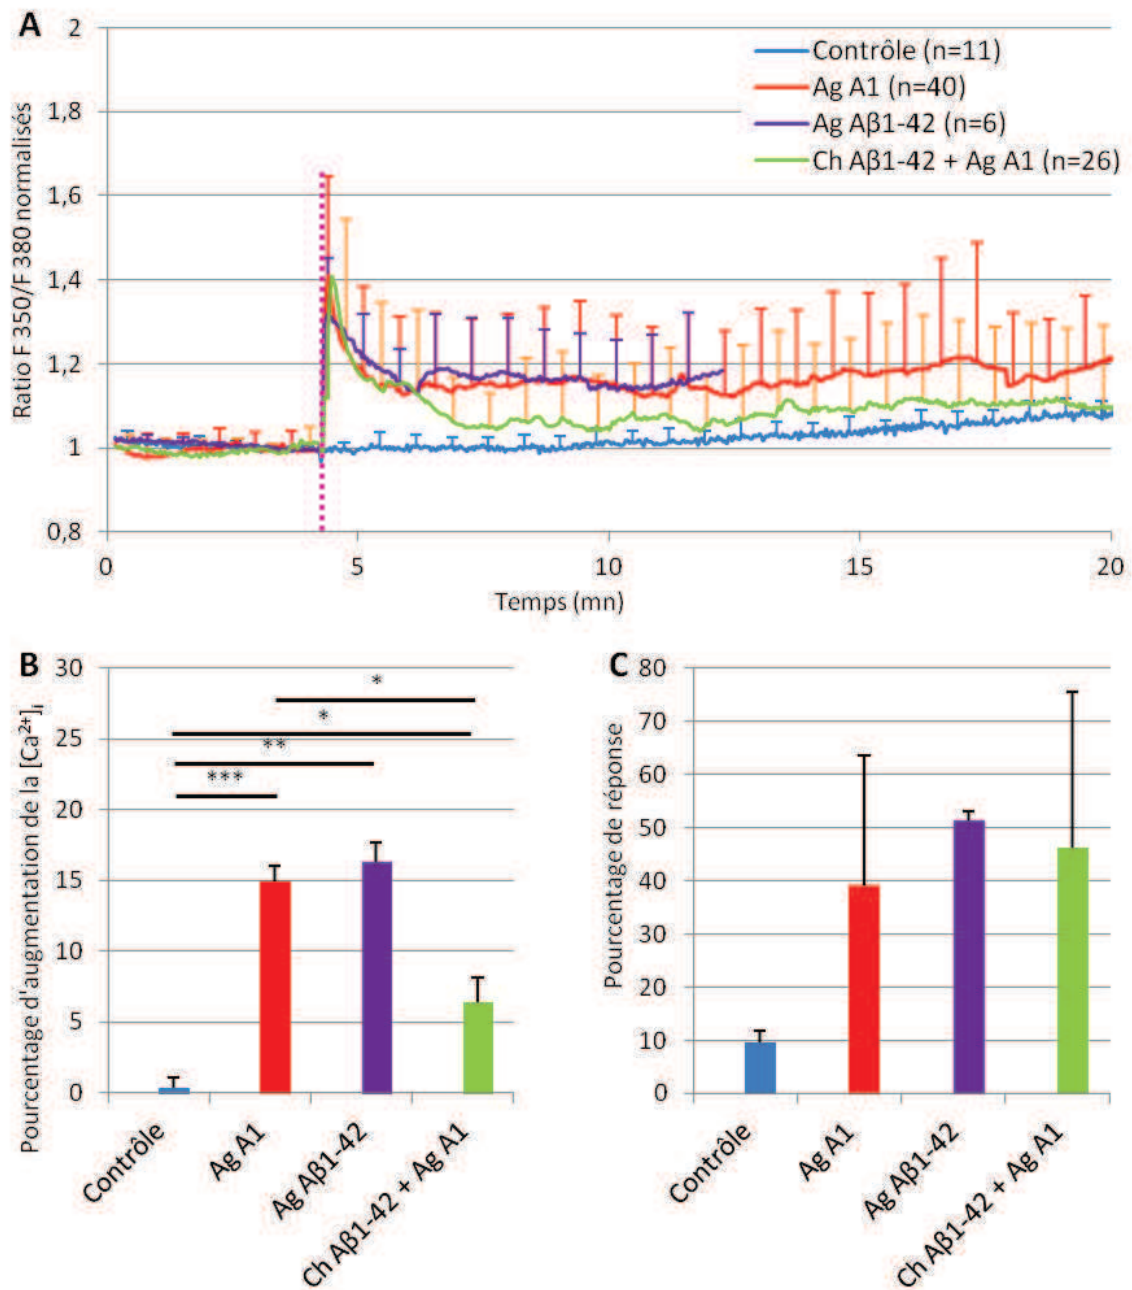 A
2
1,8
1,6
1,4
1,2
1
0,8
Ratio F 350/F 380 normalisés
Contrôle (n=11)
Ag A1 (n=40)
Ag Aβ1-42 (n=6)
Ch Aβ1-42 + Ag A1 (n=26)
0 5 10 15 20
Temps (mn)
B
30
25
20
15
10
5
0
Pourcentage d'augmentation de la [Ca²⁺]ᵢ
*
*
**
***
Contrôle
Ag A1
Ag Aβ1-42
Ch Aβ1-42 + Ag A1
C
80
70
60
50
40
30
20
10
0
Pourcentage de réponse
Contrôle
Ag A1
Ag Aβ1-42
Ch Aβ1-42 + Ag A1